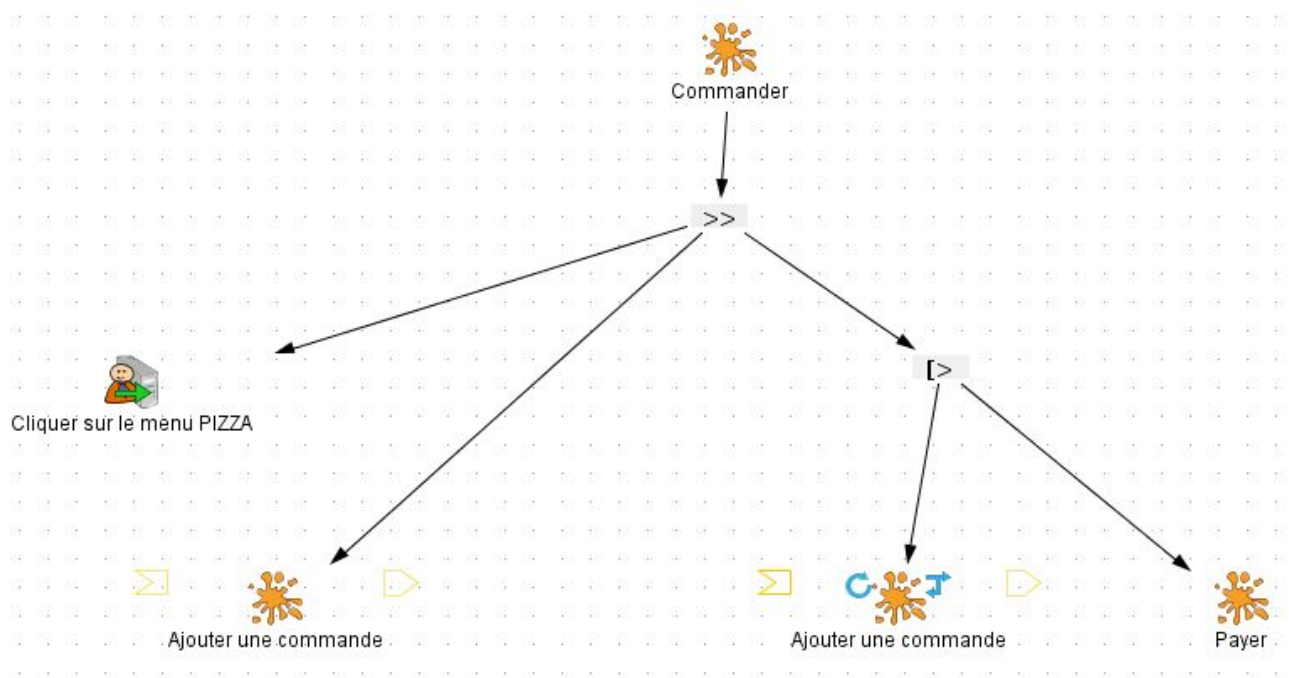 Commander
>>
[>
Cliquer sur le menu PIZZA
Ajouter une commande
Ajouter une commande
Payer